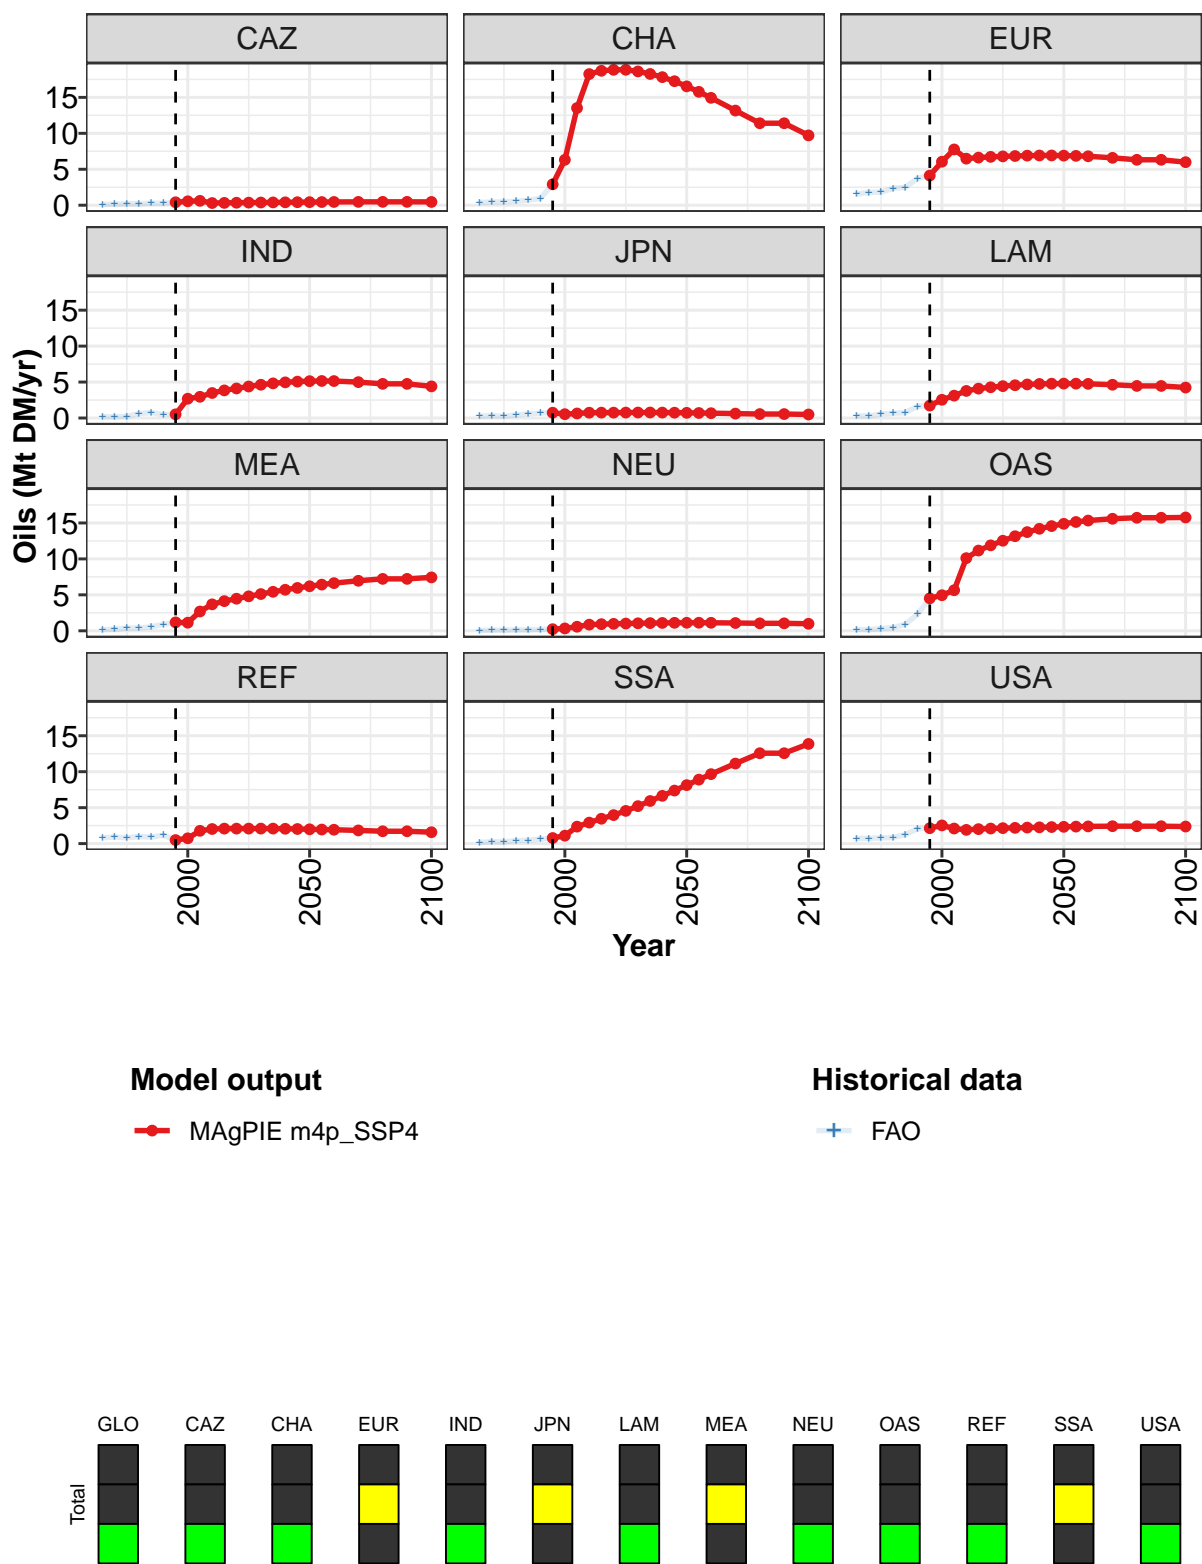 CAZ CHA EUR
15
10
5
0
IND JPN LAM
15
10
5
0
MEA NEU OAS
15
10
5
0
REF SSA USA
15
10
5
0
Oils (Mt DM/yr)
2000 2050 2100 2000 2050 2100 2000 2050 2100
Year
Model output Historical data
MAgPIE m4p_SSP4 FAO
GLO CAZ CHA EUR IND JPN LAM MEA NEU OAS REF SSA USA
Total